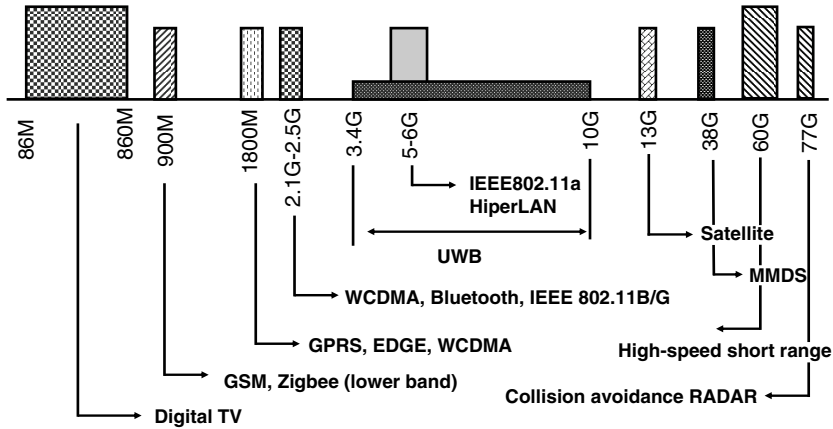 86M
860M
900M
1800M
2.1G-2.5G
3.4G
5-6G
10G
13G
38G
60G
77G
IEEE802.11a
HiperLAN
UWB
Satellite
MMDS
WCDMA, Bluetooth, IEEE 802.11B/G
GPRS, EDGE, WCDMA
High-speed short range
GSM, Zigbee (lower band)
Collision avoidance RADAR
Digital TV